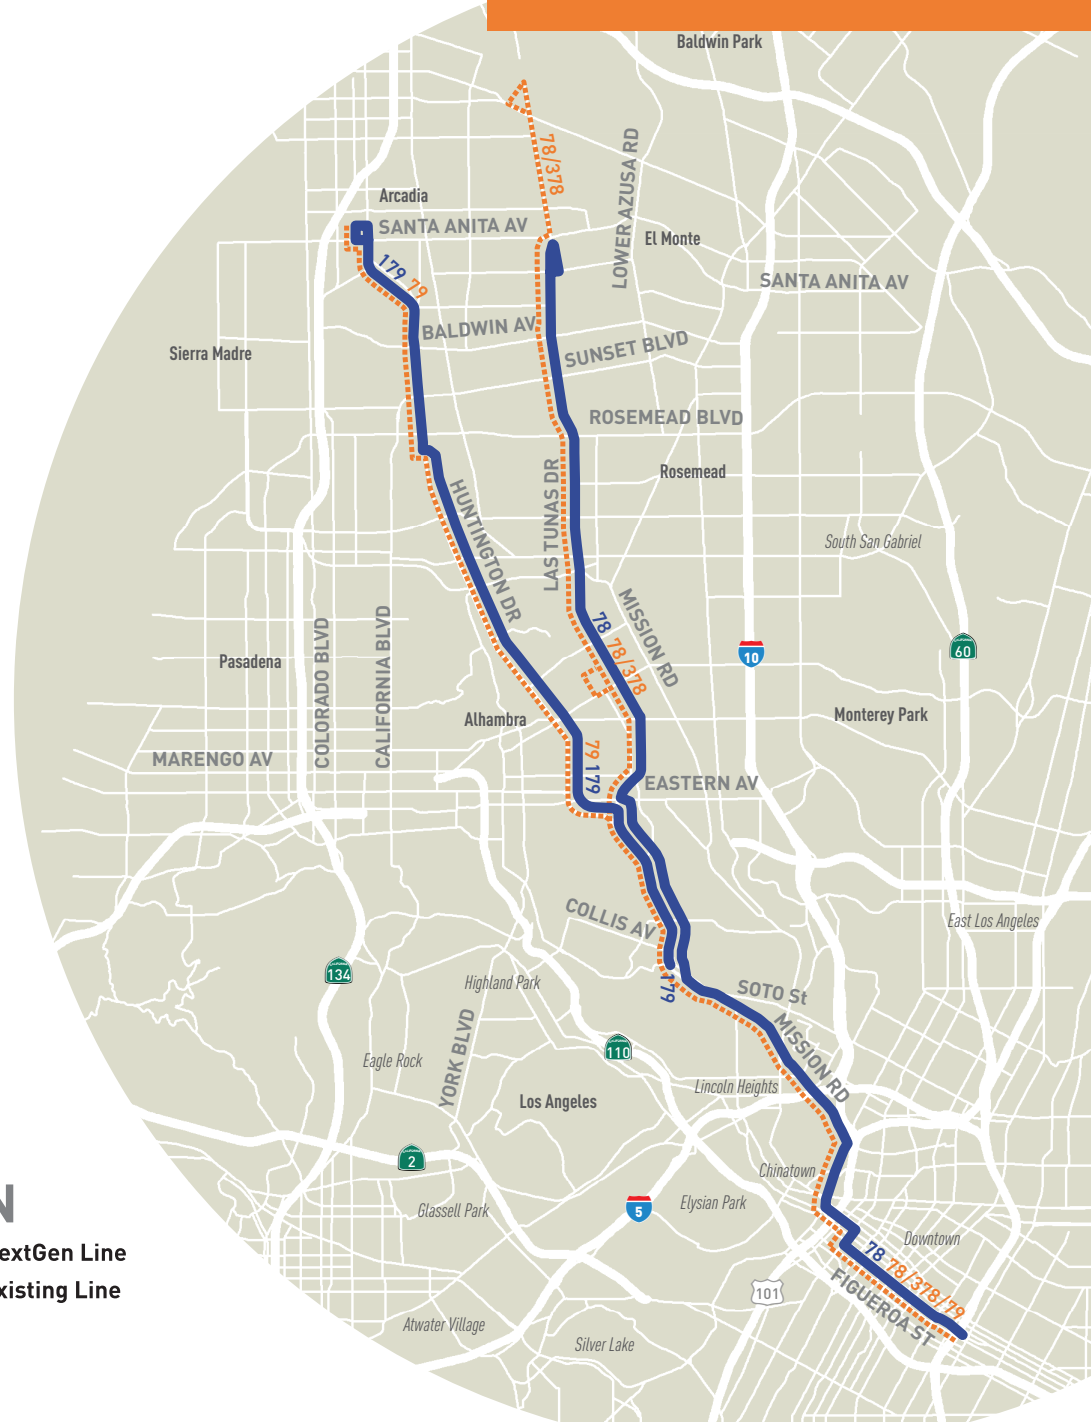 Baldwin Park
78/378
LOWER AZUSA RD
Arcadia
SANTA ANITA AV
El Monte
179 79
SANTA ANITA AV
BALDWIN AV
SUNSET BLVD
Sierra Madre
ROSEMEAD BLVD
Rosemead
HUNTINGTON DR
LAS TUNAS DR
South San Gabriel
MISSION RD
78 78/378
COLORADO BLVD
CALIFORNIA BLVD
Pasadena
10
60
Alhambra
Monterey Park
MARENGO AV
79 179
EASTERN AV
COLLIS AV
East Los Angeles
134
Highland Park
179
SOTO St
MISSION RD
110
Eagle Rock
YORK BLVD
Lincoln Heights
Los Angeles
2
Chinatown
Glassell Park
5
Elysian Park
Downtown
78 78/378/79
N
extGen Line
xisting Line
101
FIGUEROA ST
Atwater Village
Silver Lake